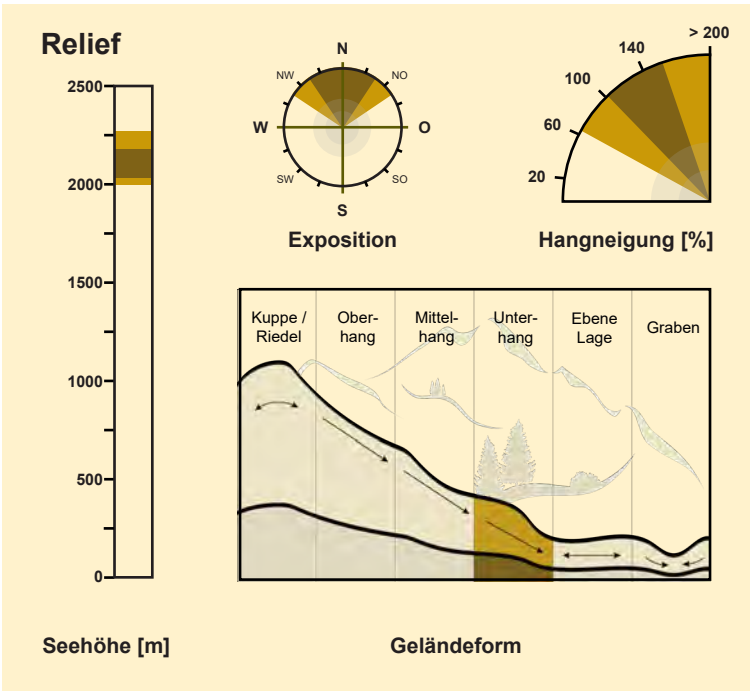 Relief
2500
2000
1500
1000
500
0
Seehöhe [m]
N
NW
NO
W
O
SW
SO
S
Exposition
> 200
140
100
60
20
Hangneigung [%]
Kuppe /
Riedel
Ober-
hang
Mittel-
hang
Unter-
hang
Ebene
Lage
Graben
Geländeform